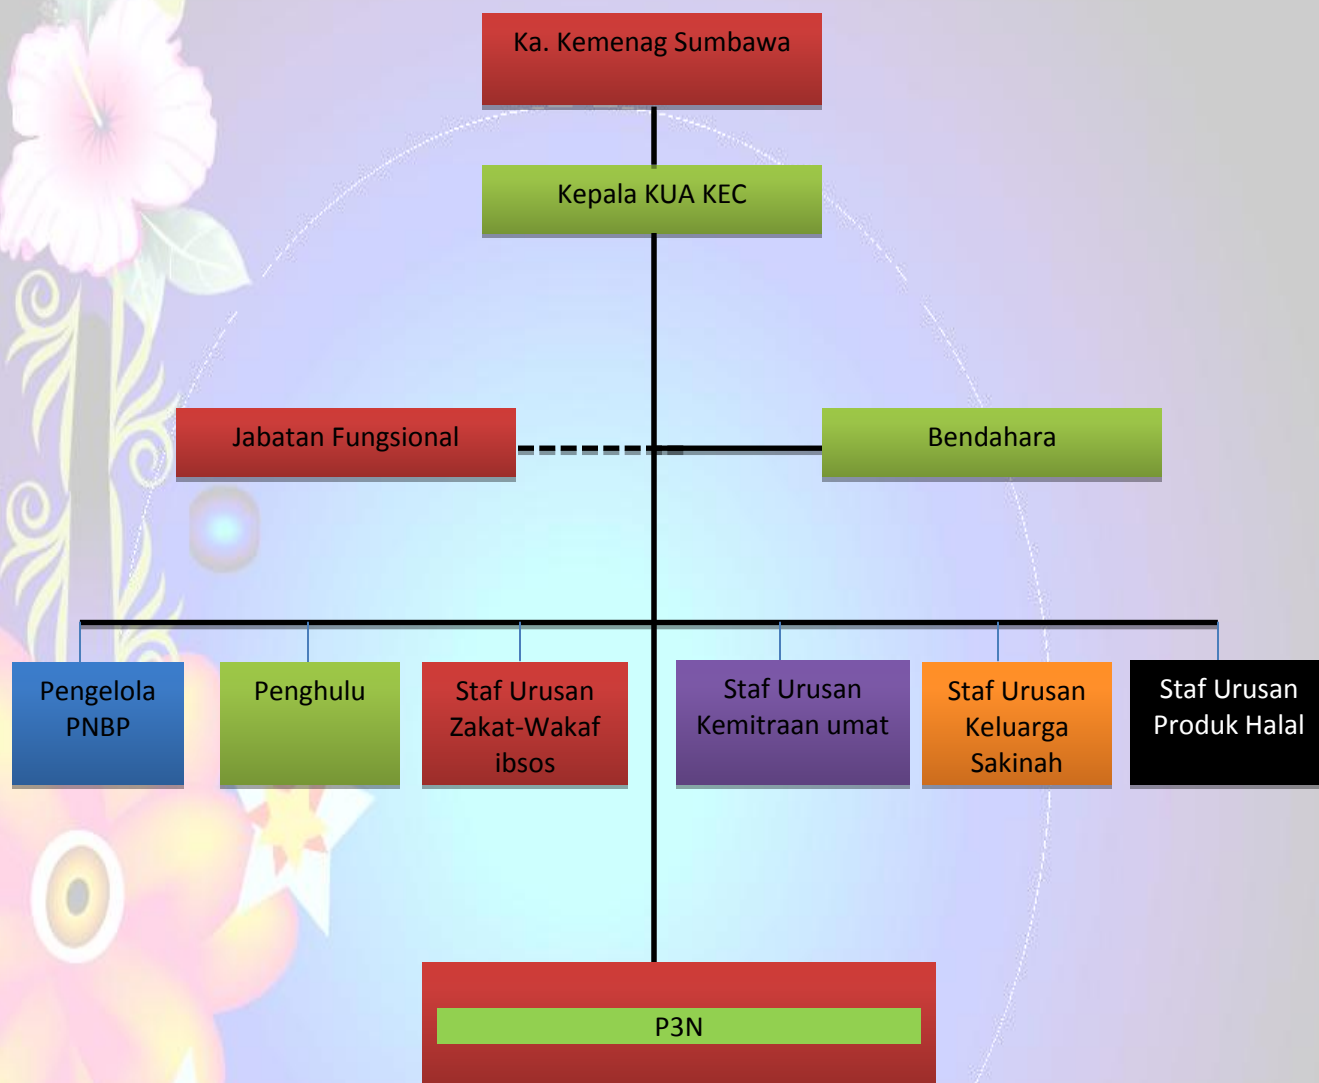 Ka. Kemenag Sumbawa
Kepala KUA KEC
Jabatan Fungsional
Bendahara
Pengelola
PNBP
Penghulu
Staf Urusan
Zakat-Wakaf
ibsos
Staf Urusan
Kemitraan umat
Staf Urusan
Keluarga
Sakinah
Staf Urusan
Produk Halal
P3N